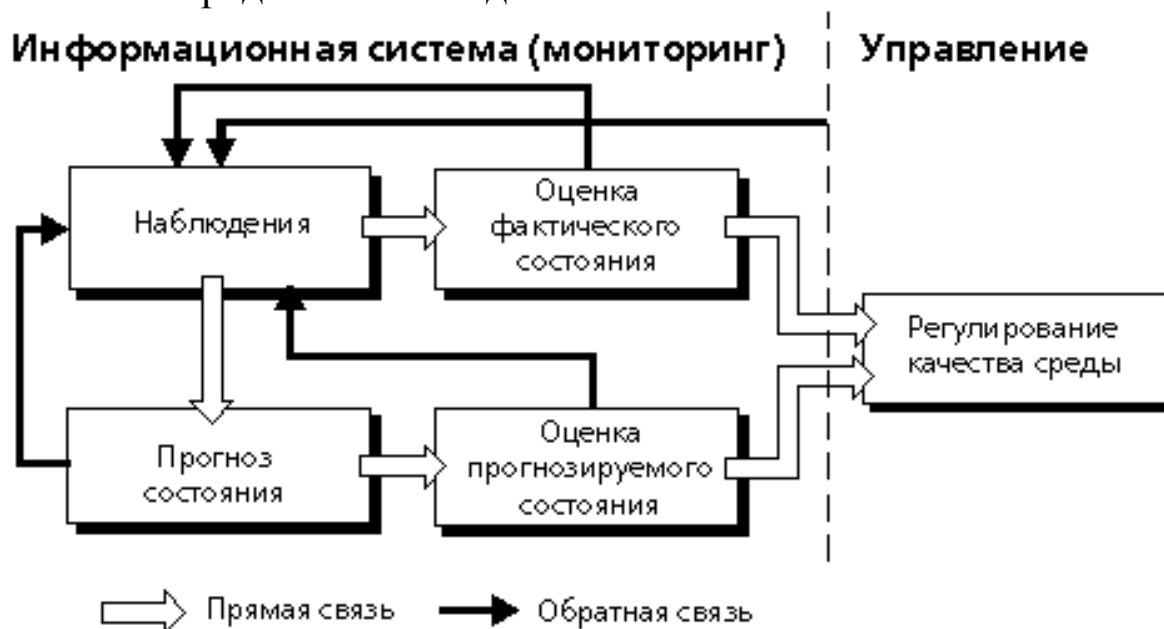 Информационная система (мониторинг)
Управление
Наблюдения
Оценка
фактического
состояния
Регулирование
качества среды
Прогноз
состояния
Оценка
прогнозируемого
состояния
Прямая связь
Обратная связь